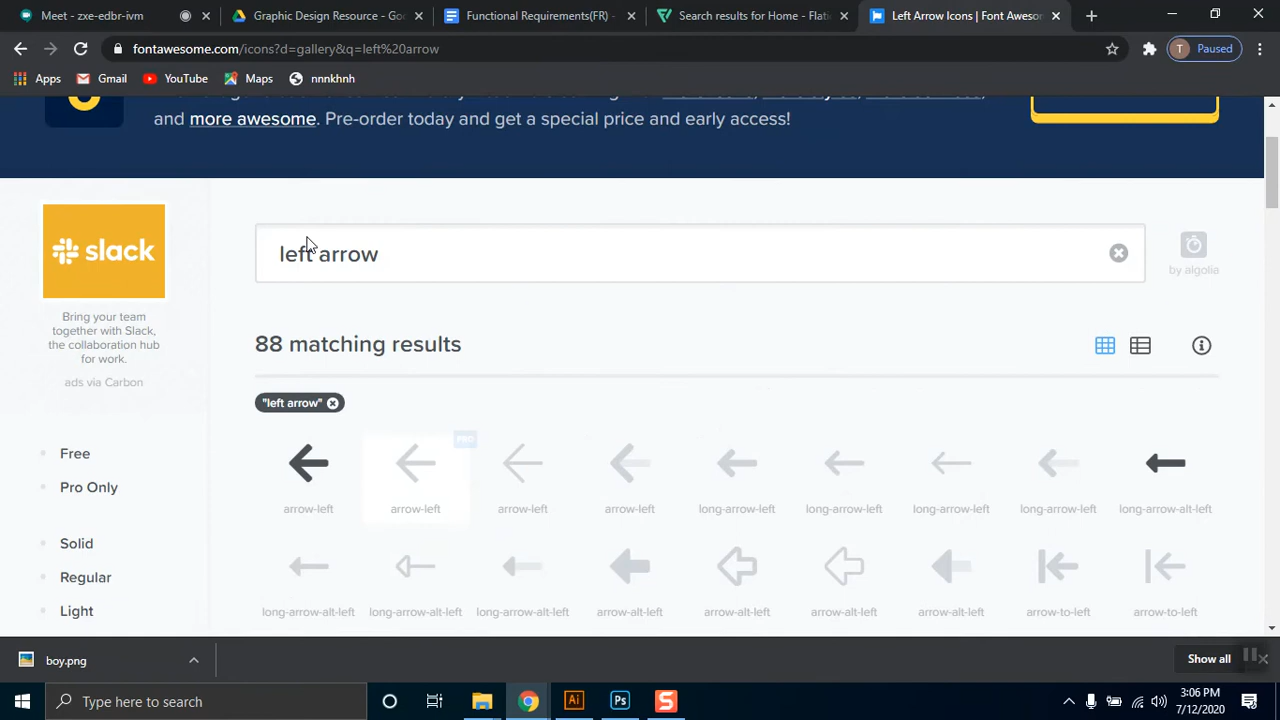 Meet - zxe-edbr-ivm
Graphic Design Resource - Goo
Functional Requirements(FR) -
Search results for Home - Flatic
Left Arrow Icons | Font Aweson
fontawesome.com/icons?d=gallery&q=left%20arrow
T Paused
Apps Gmail YouTube Maps nnnkhnh
and more awesome. Pre-order today and get a special price and early access!
slack
Bring your team
together with Slack,
the collaboration hub
for work.
ads via Carbon
left arrow
by algolia
88 matching results
"left arrow"
PRO
arrow-left arrow-left arrow-left arrow-left long-arrow-left long-arrow-left long-arrow-left long-arrow-left long-arrow-alt-left
long-arrow-alt-left long-arrow-alt-left long-arrow-alt-left arrow-alt-left arrow-alt-left arrow-alt-left arrow-alt-left arrow-to-left arrow-to-left
Free
Pro Only
Solid
Regular
Light
boy.png
Show all
Type here to search
Ai
Ps
S
3:06 PM
7/12/2020